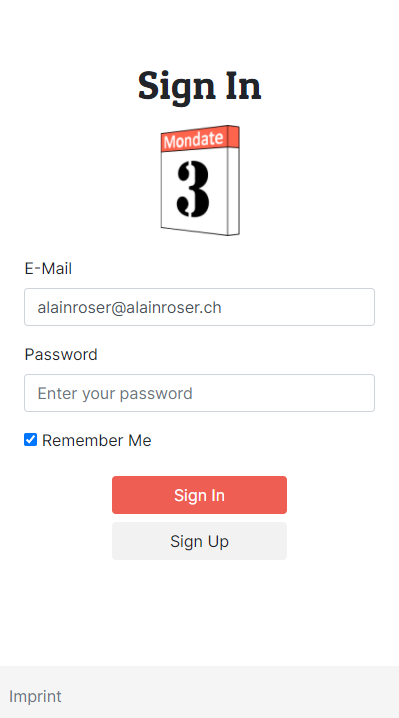 Sign In
Mondate
3
E-Mail
alainroser@alainroser.ch
Password
Enter your password
Remember Me
Sign In
Sign Up
Imprint